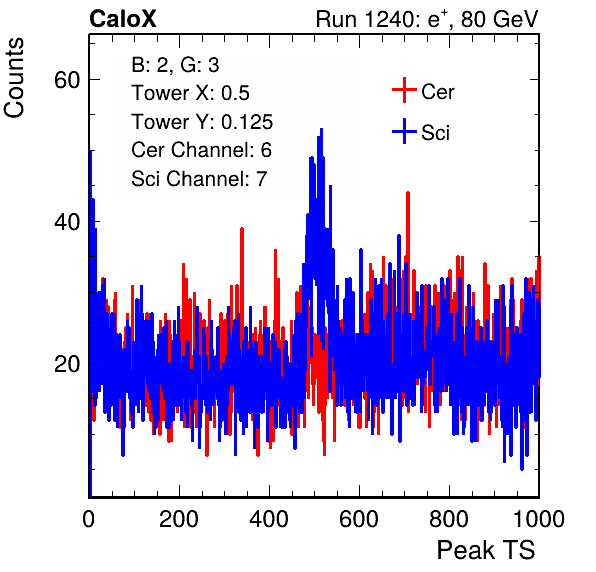 CaloX
Run 1240: e+, 80 GeV
Counts
B: 2, G: 3
Tower X: 0.5
Tower Y: 0.125
Cer Channel: 6
Sci Channel: 7
Cer
Sci
60
40
20
0 200 400 600 800 1000
Peak TS